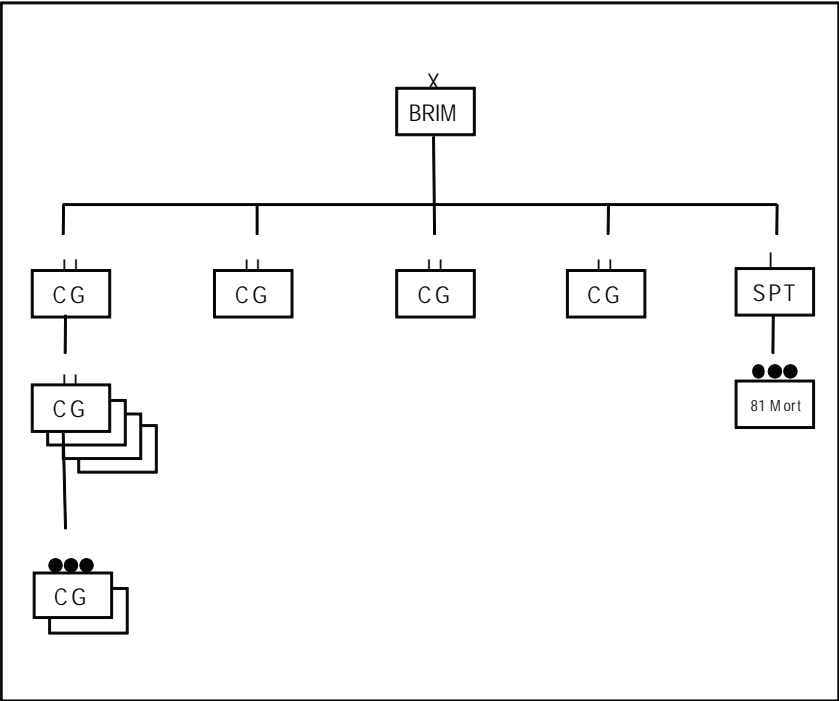 X
BRIM
| |
CG
| |
CG
| |
CG
| |
CG
|
SPT
| |
CG
●●●
81 Mort
●●●
CG